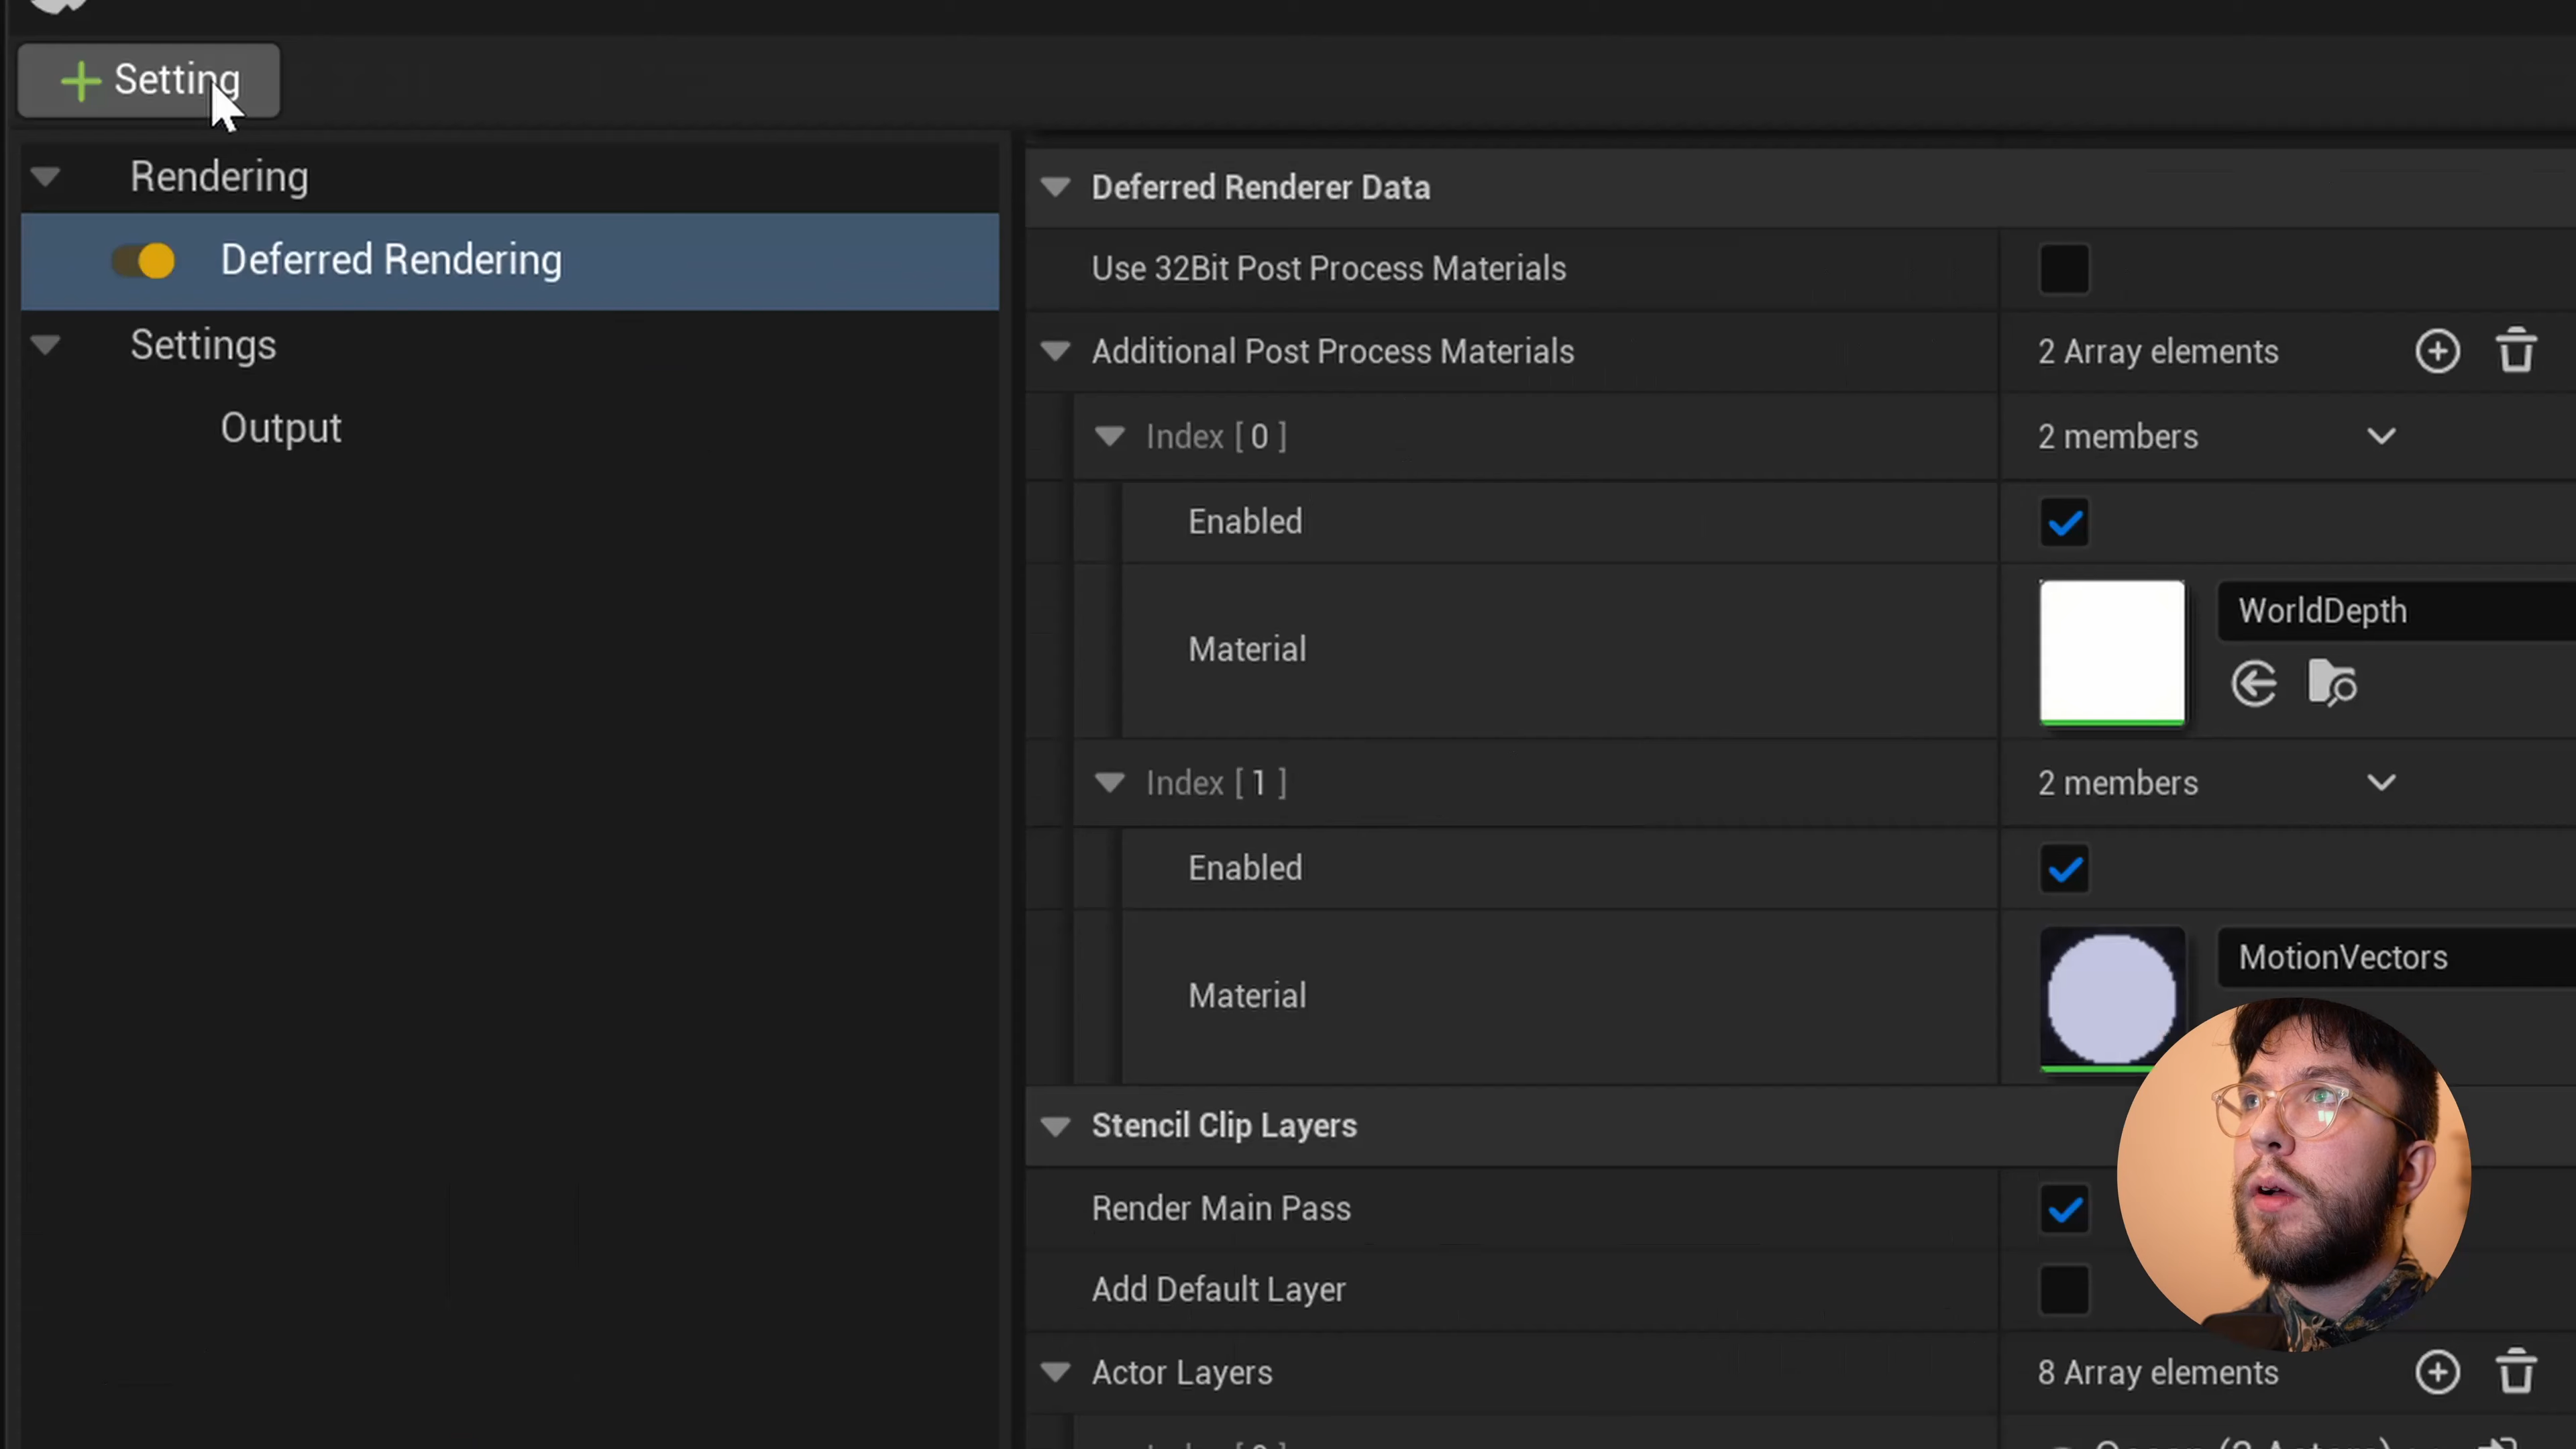 Setting
Rendering
Deferred Rendering
Settings
Output
Deferred Renderer Data
Use 32Bit Post Process Materials
Additional Post Process Materials
2 Array elements
Index [ 0 ]
2 members
Enabled
Material
WorldDepth
Index [ 1 ]
2 members
Enabled
Material
MotionVectors
Stencil Clip Layers
Render Main Pass
Add Default Layer
Actor Layers
8 Array elements